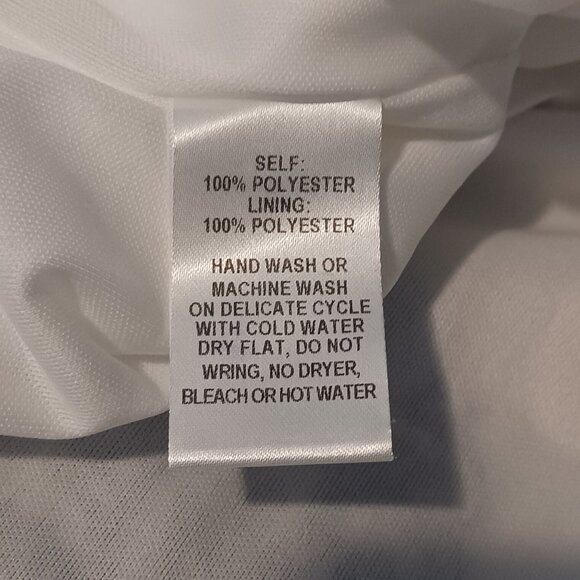 SELF:
100% POLYESTER
LINING:
100% POLYESTER
HAND WASH OR
MACHINE WASH
ON DELICATE CYCLE
WITH COLD WATER
DRY FLAT, DO NOT
WRING, NO DRYER,
BLEACH OR HOT WATER